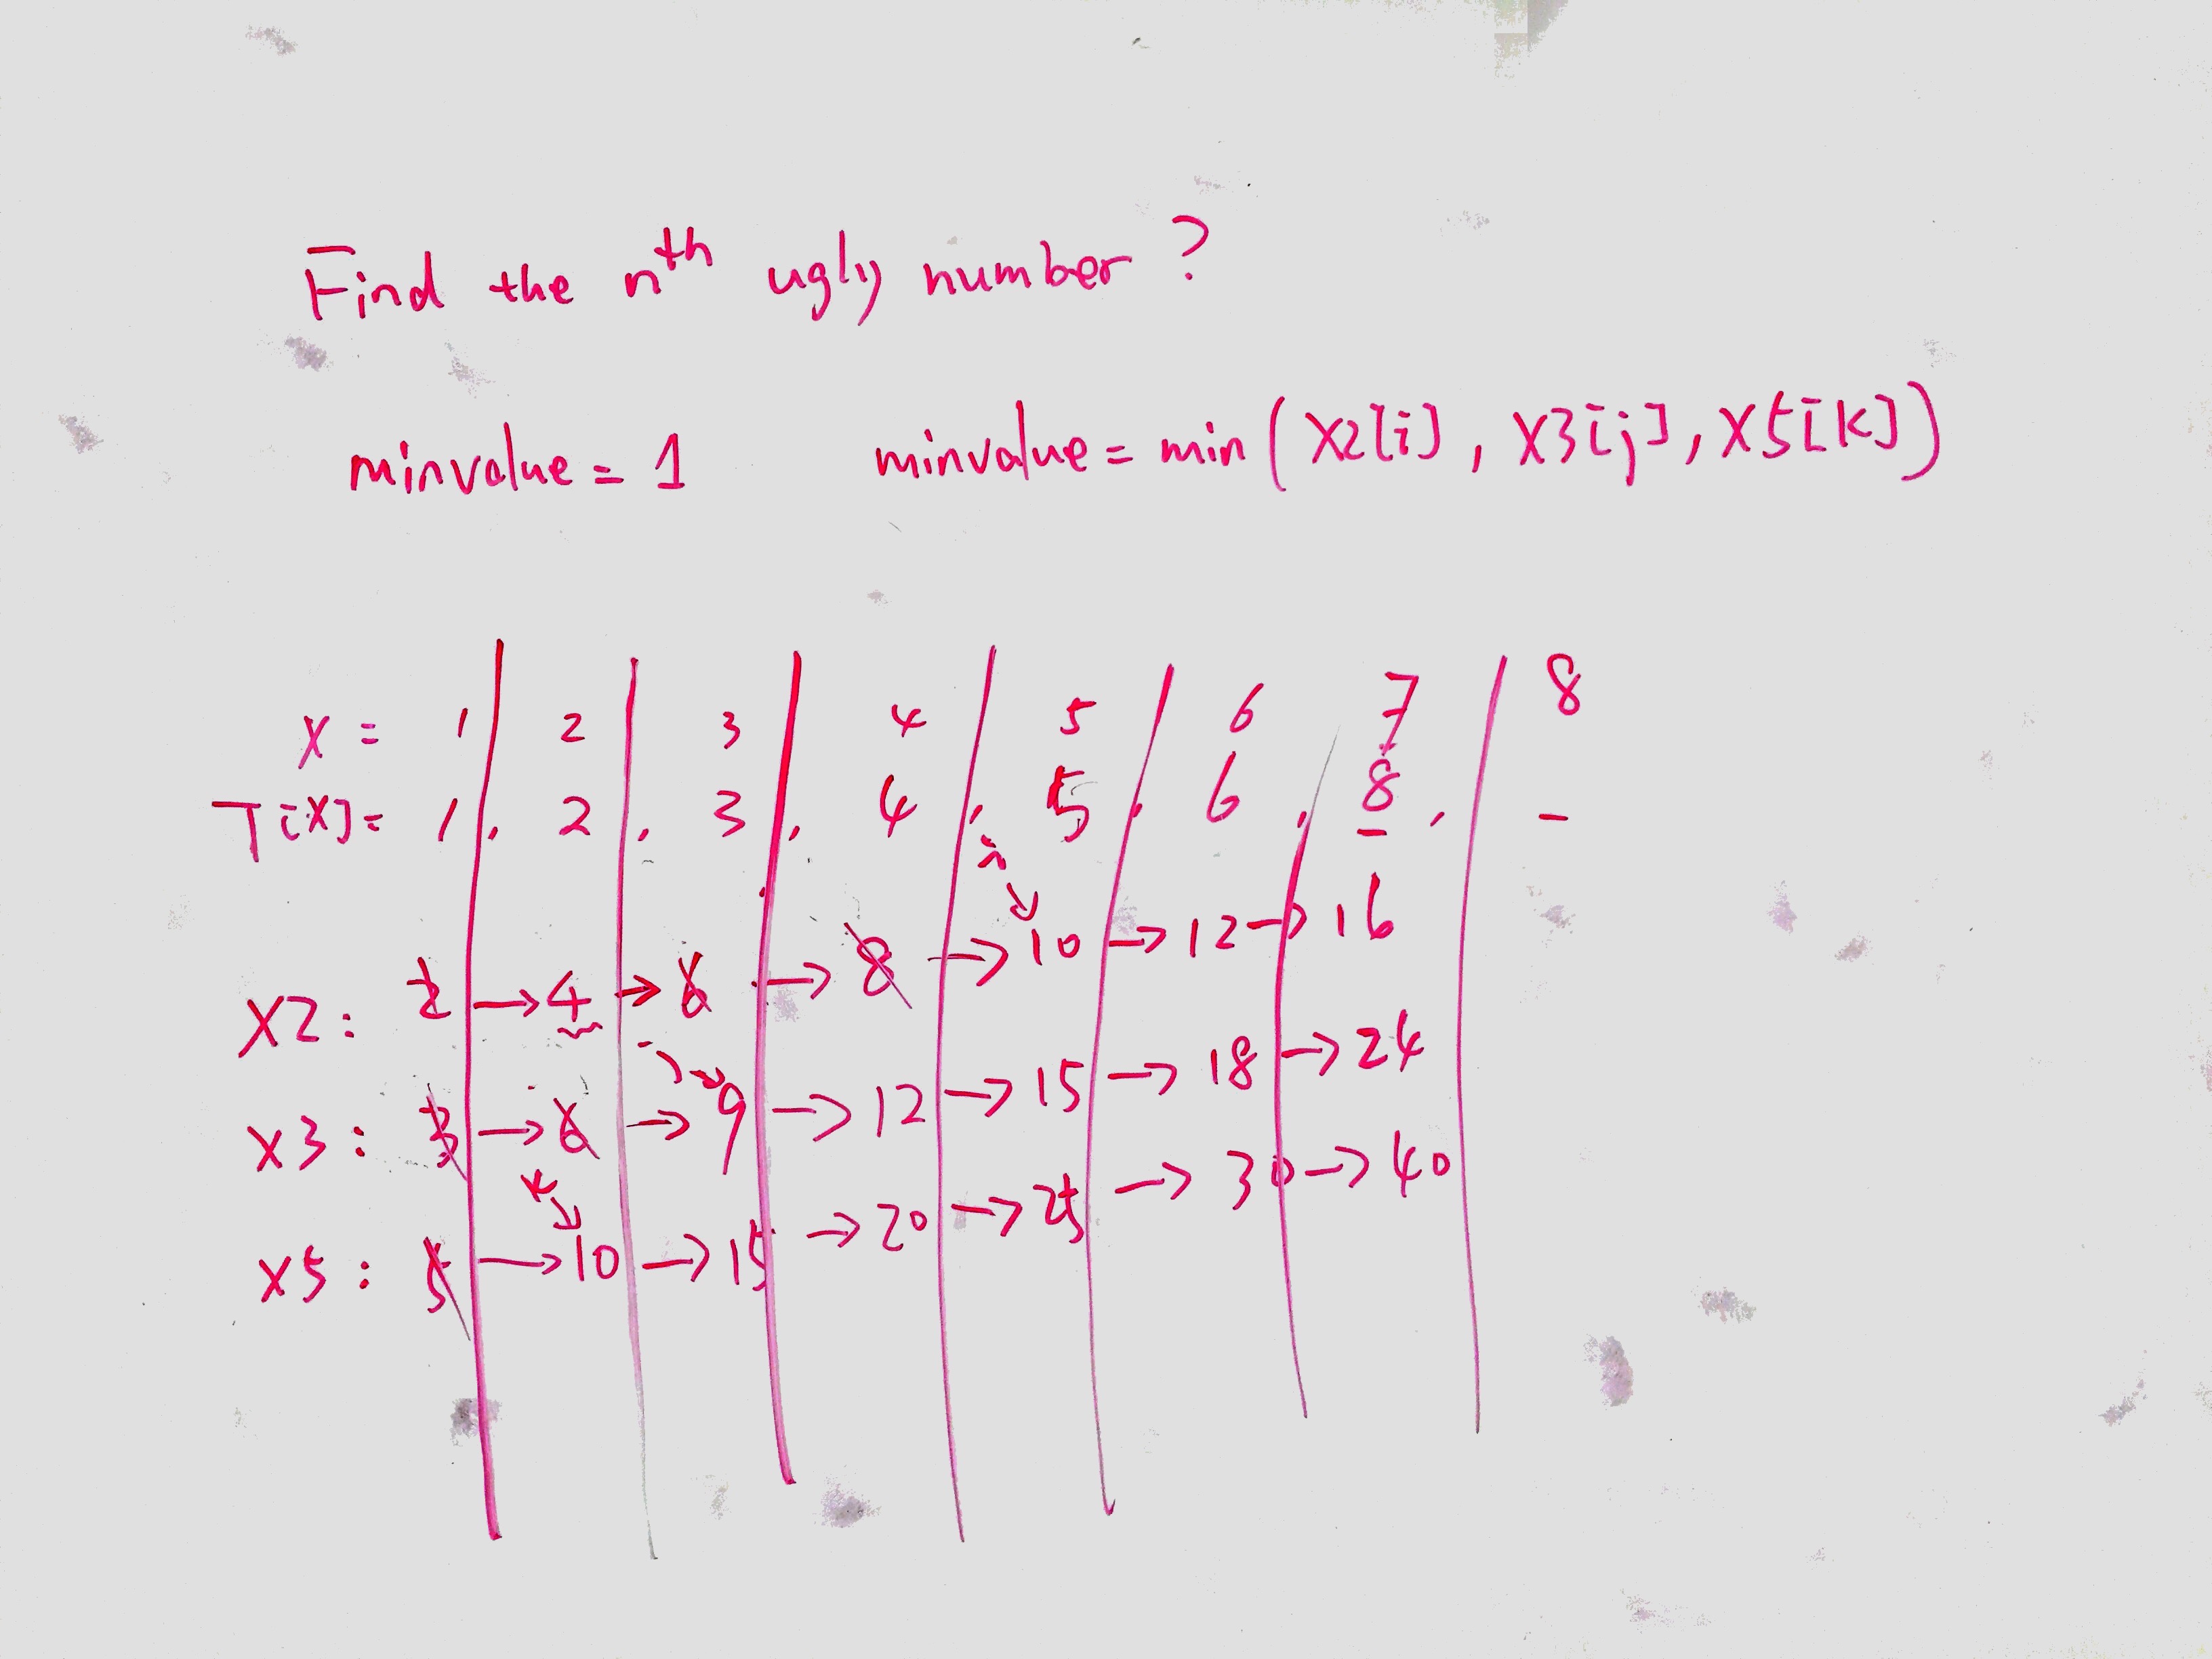 Find the nth ugly number?
minvalue = 1 minvalue = min (X2[i], X3[j], X5[k])
X = 1 2 3 4 5 6 7 8
T[X] = 1, 2, 3, 4, 5, 6, 8, _
i
X2: 2 → 4 → 6 → 8 → 10 → 12 → 16
j
X3: 3 → 6 → 9 → 12 → 15 → 18 → 24
k
X5: 5 → 10 → 15 → 20 → 25 → 30 → 40